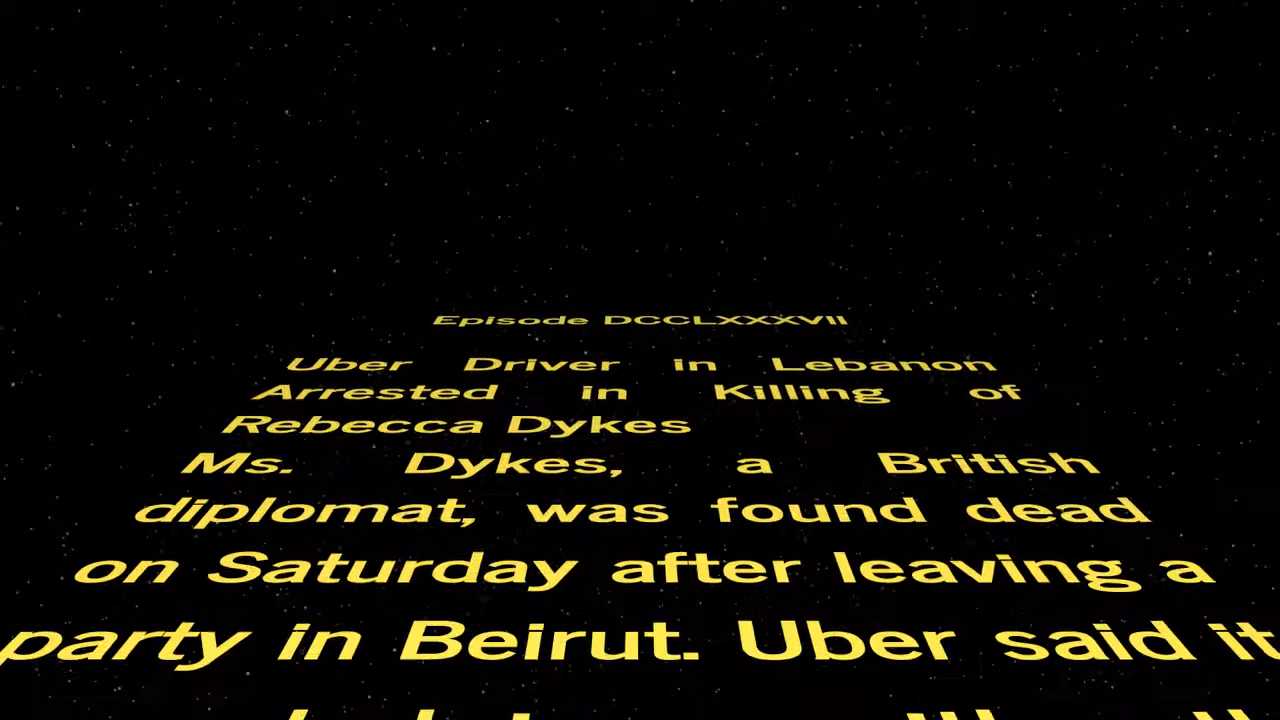 Episode DCCLXXXVII
Uber Driver in Lebanon
Arrested in Killing of
Rebecca Dykes
Ms. Dykes, a British
diplomat, was found dead
on Saturday after leaving a
party in Beirut. Uber said it